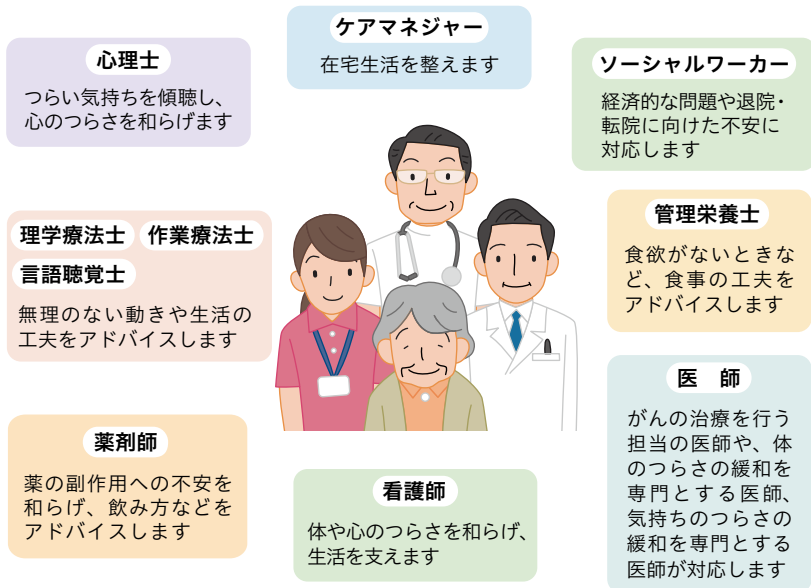 ケアマネジャー
在宅生活を整えます
心理士
つらい気持ちを傾聴し、
心のつらさを和らげます
ソーシャルワーカー
経済的な問題や退院・
転院に向けた不安に
対応します
理学療法士 作業療法士
言語聴覚士
無理のない動きや生活の
工夫をアドバイスします
管理栄養士
食欲がないときな
ど、食事の工夫を
アドバイスします
薬剤師
薬の副作用への不安を
和らげ、飲み方などを
アドバイスします
看護師
体や心のつらさを和らげ、
生活を支えます
医　師
がんの治療を行う
担当の医師や、体
のつらさの緩和を
専門とする医師、
気持ちのつらさの
緩和を専門とする
医師が対応します